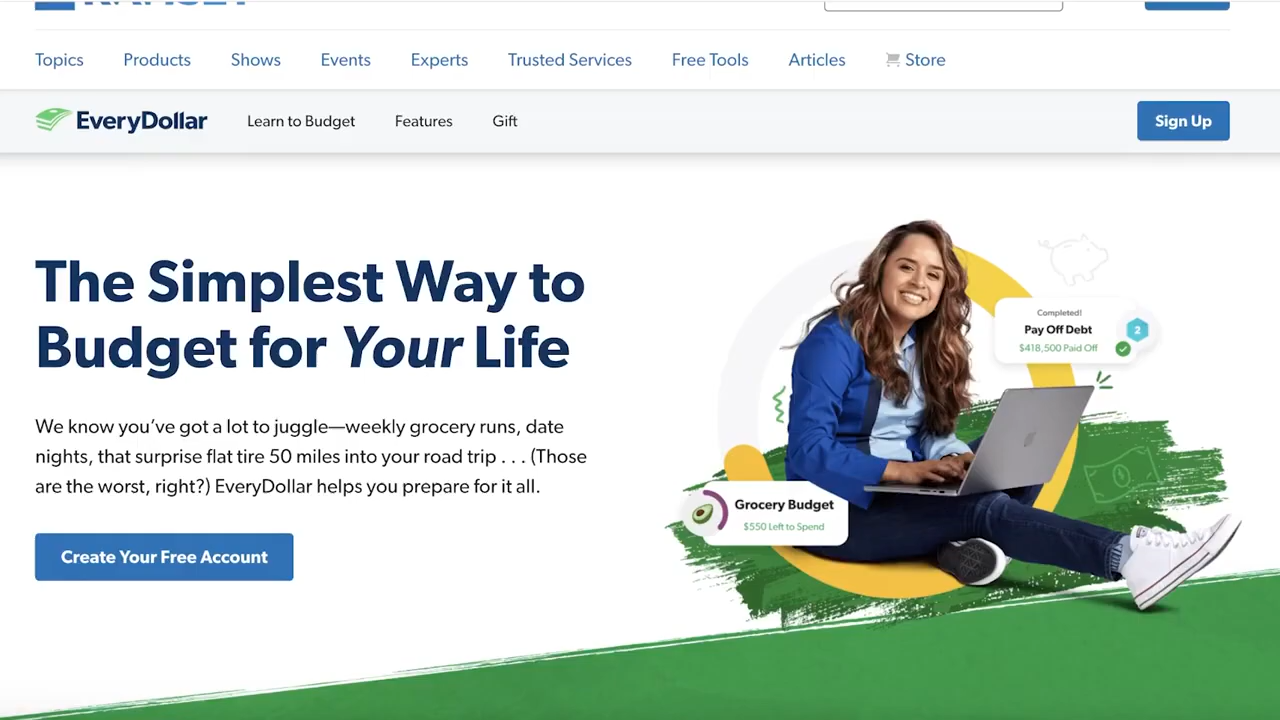 RAMSEY
Topics Products Shows Events Experts Trusted Services Free Tools Articles Store
EveryDollar Learn to Budget Features Gift Sign Up
The Simplest Way to
Budget for Your Life
We know you’ve got a lot to juggle—weekly grocery runs, date
nights, that surprise flat tire 50 miles into your road trip . . . (Those
are the worst, right?) EveryDollar helps you prepare for it all.
Create Your Free Account
Completed!
Pay Off Debt
2
$418,500 Paid Off
Grocery Budget
$550 Left to Spend